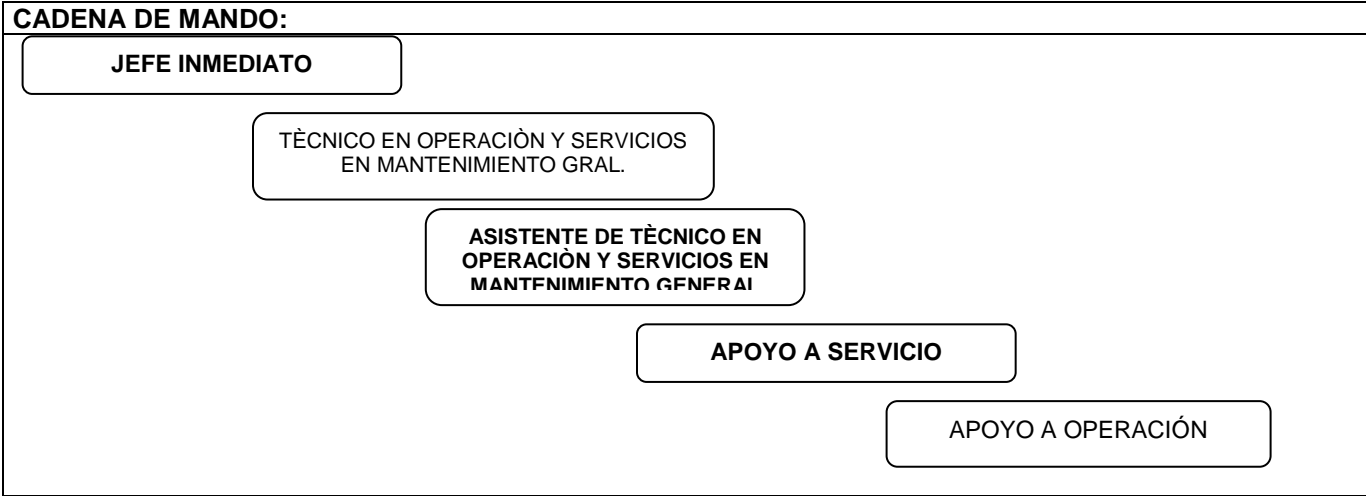 CADENA DE MANDO:
JEFE INMEDIATO
TÈCNICO EN OPERACIÒN Y SERVICIOS
EN MANTENIMIENTO GRAL.
ASISTENTE DE TÈCNICO EN
OPERACIÒN Y SERVICIOS EN
MANTENIMIENTO GENERAL
APOYO A SERVICIO
APOYO A OPERACIÓN